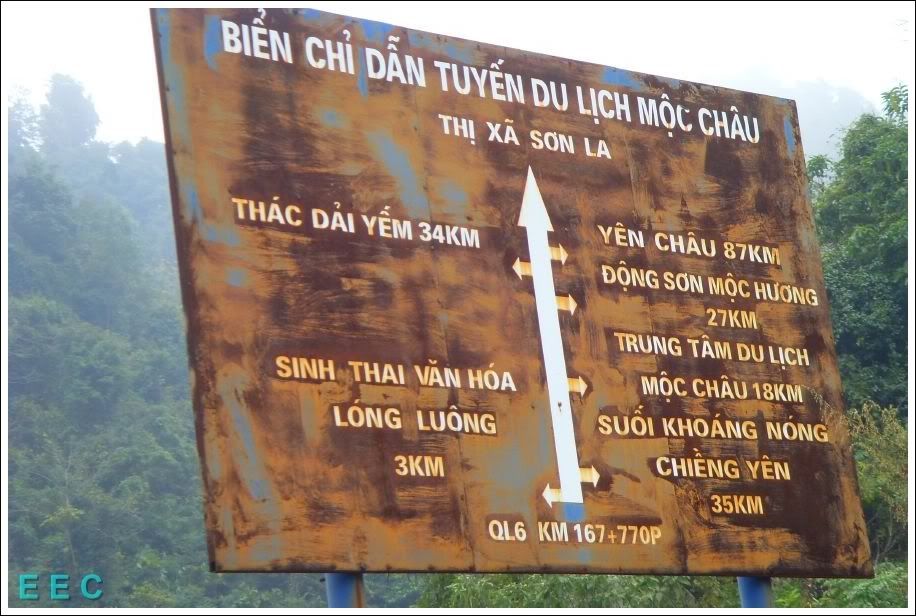 BIỂN CHỈ DẪN TUYẾN DU LỊCH MỘC CHÂU
THỊ XÃ SƠN LA
THÁC DẢI YẾM 34KM
YÊN CHÂU 87KM
ĐỘNG SƠN MỘC HƯƠNG
27KM
TRUNG TÂM DU LỊCH
MỘC CHÂU 18KM
SINH THAI VĂN HÓA
LÓNG LUÔNG
3KM
SUỐI KHOÁNG NÓNG
CHIỀNG YÊN
35KM
QL6 KM 167+770P
EEC